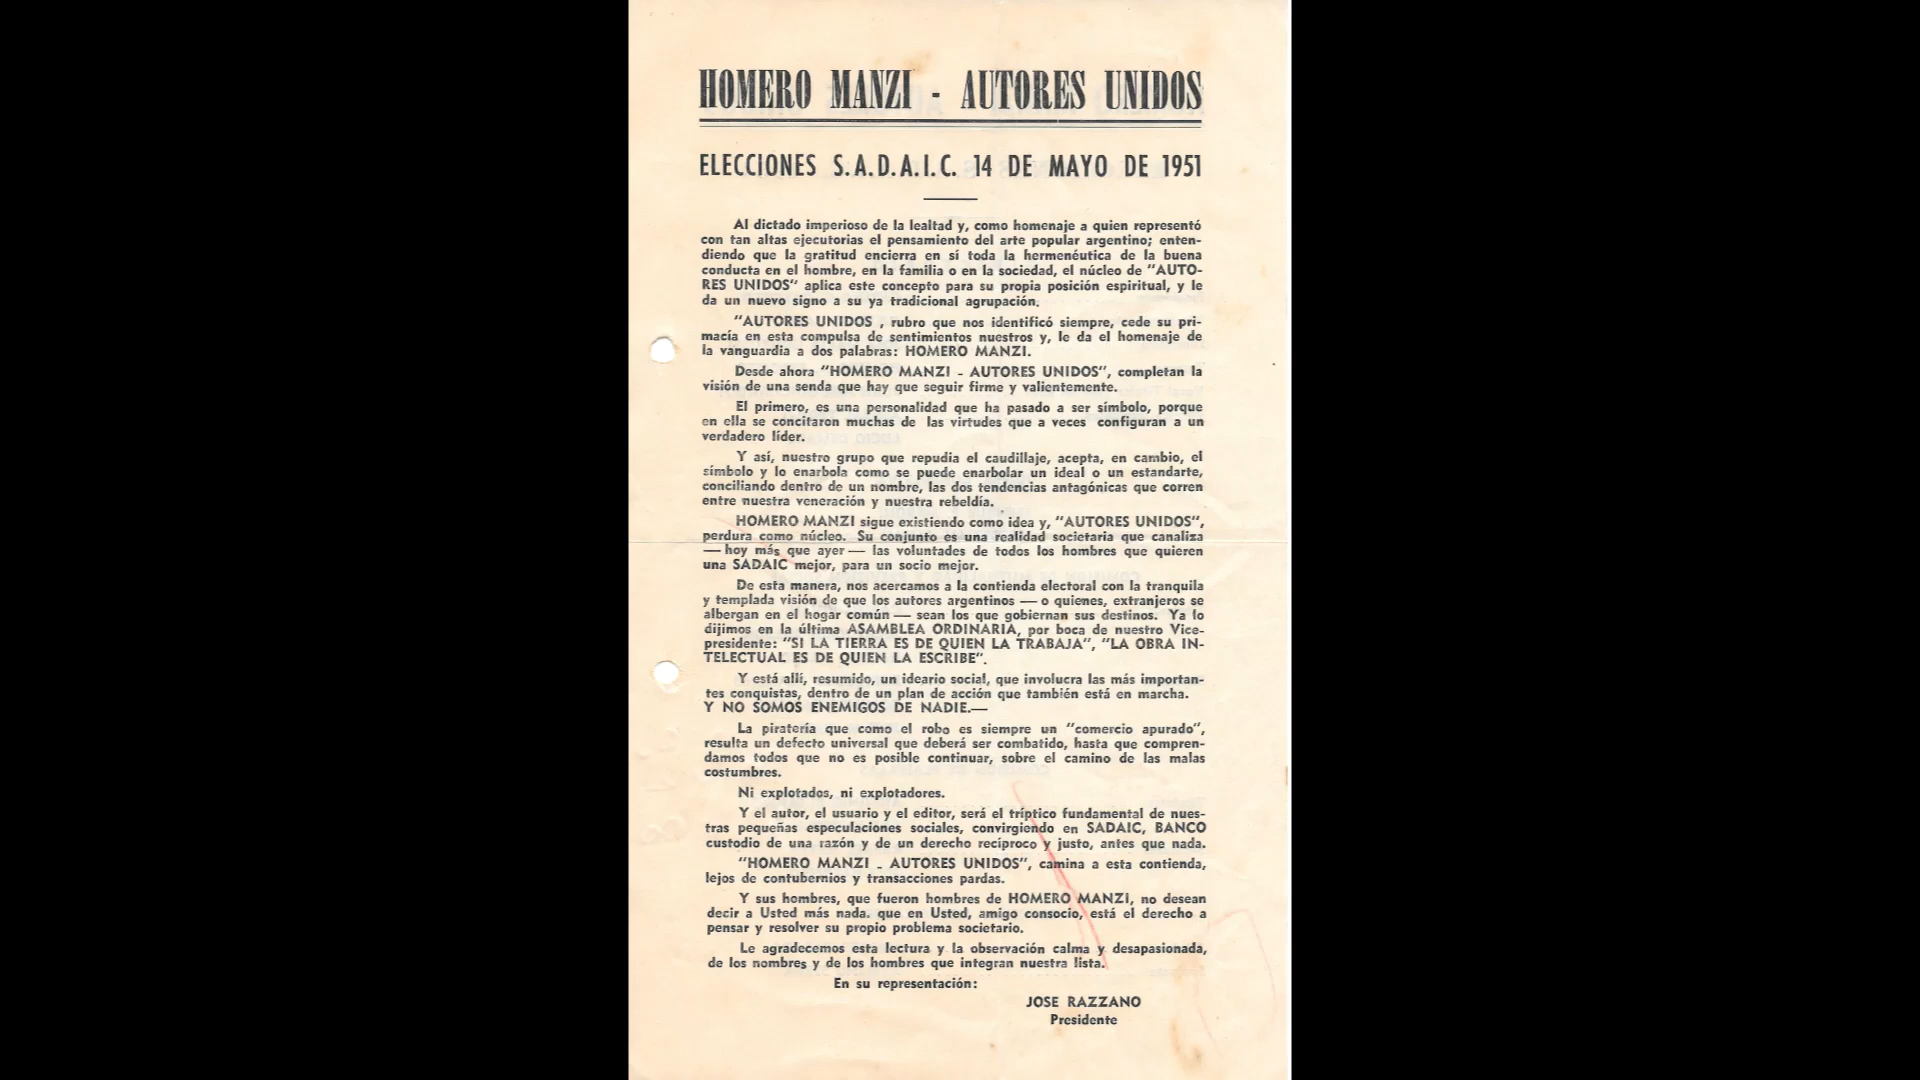 HOMERO MANZI - AUTORES UNIDOS
ELECCIONES S.A.D.A.I.C. 14 DE MAYO DE 1951
Al dictado imperioso de la lealtad y, como homenaje a quien representó
con tan altas ejecutorias el pensamiento del arte popular argentino; enten-
diendo que la gratitud encierra en sí toda la hermenéutica de la buena
conducta en el hombre, en la familia o en la sociedad, el núcleo de "AUTO-
RES UNIDOS" aplica este concepto para su propia posición espiritual, y le
da un nuevo signo a su ya tradicional agrupación.
"AUTORES UNIDOS , rubro que nos identificó siempre, cede su pri-
macía en esta compulsa de sentimientos nuestros y, le da el homenaje de
la vanguardia a dos palabras: HOMERO MANZI.
Desde ahora "HOMERO MANZI - AUTORES UNIDOS", completan la
visión de una senda que hay que seguir firme y valientemente.
El primero, es una personalidad que ha pasado a ser símbolo, porque
en ella se concitaron muchas de las virtudes que a veces configuran a un
verdadero líder.
Y así, nuestro grupo que repudia el caudillaje, acepta, en cambio, el
símbolo y lo enarbola como se puede enarbolar un ideal o un estandarte,
conciliando dentro de un nombre, las dos tendencias antagónicas que corren
entre nuestra veneración y nuestra rebeldía.
HOMERO MANZI sigue existiendo como idea y, "AUTORES UNIDOS",
perdura como núcleo. Su conjunto es una realidad societaria que canaliza
— hoy más que ayer — las voluntades de todos los hombres que quieren
una SADAIC mejor, para un socio mejor.
De esta manera, nos acercamos a la contienda electoral con la tranquila
y templada visión de que los autores argentinos — o quienes, extranjeros se
albergan en el hogar común — sean los que gobiernan sus destinos. Ya lo
dijimos en la última ASAMBLEA ORDINARIA, por boca de nuestro Vice-
presidente: "SI LA TIERRA ES DE QUIEN LA TRABAJA", "LA OBRA IN-
TELECTUAL ES DE QUIEN LA ESCRIBE".
Y está allí, resumido, un ideario social, que involucra las más importan-
tes conquistas, dentro de un plan de acción que también está en marcha.
Y NO SOMOS ENEMIGOS DE NADIE.—
La piratería que como el robo es siempre un "comercio apurado",
resulta un defecto universal que deberá ser combatido, hasta que compren-
damos todos que no es posible continuar, sobre el camino de las malas
costumbres.
Ni explotados, ni explotadores.
Y el autor, el usuario y el editor, será el tríptico fundamental de nues-
tras pequeñas especulaciones sociales, convirgiendo en SADAIC, BANCO
custodio de una razón y de un derecho recíproco y justo, antes que nada.
"HOMERO MANZI - AUTORES UNIDOS", camina a esta contienda,
lejos de contubernios y transacciones pardas.
Y sus hombres, que fueron hombres de HOMERO MANZI, no desean
decir a Usted más nada. que en Usted, amigo consocio, está el derecho a
pensar y resolver su propio problema societario.
Le agradecemos esta lectura y la observación calma y desapasionada,
de los nombres y de los hombres que integran nuestra lista.
En su representación:
JOSE RAZZANO
Presidente